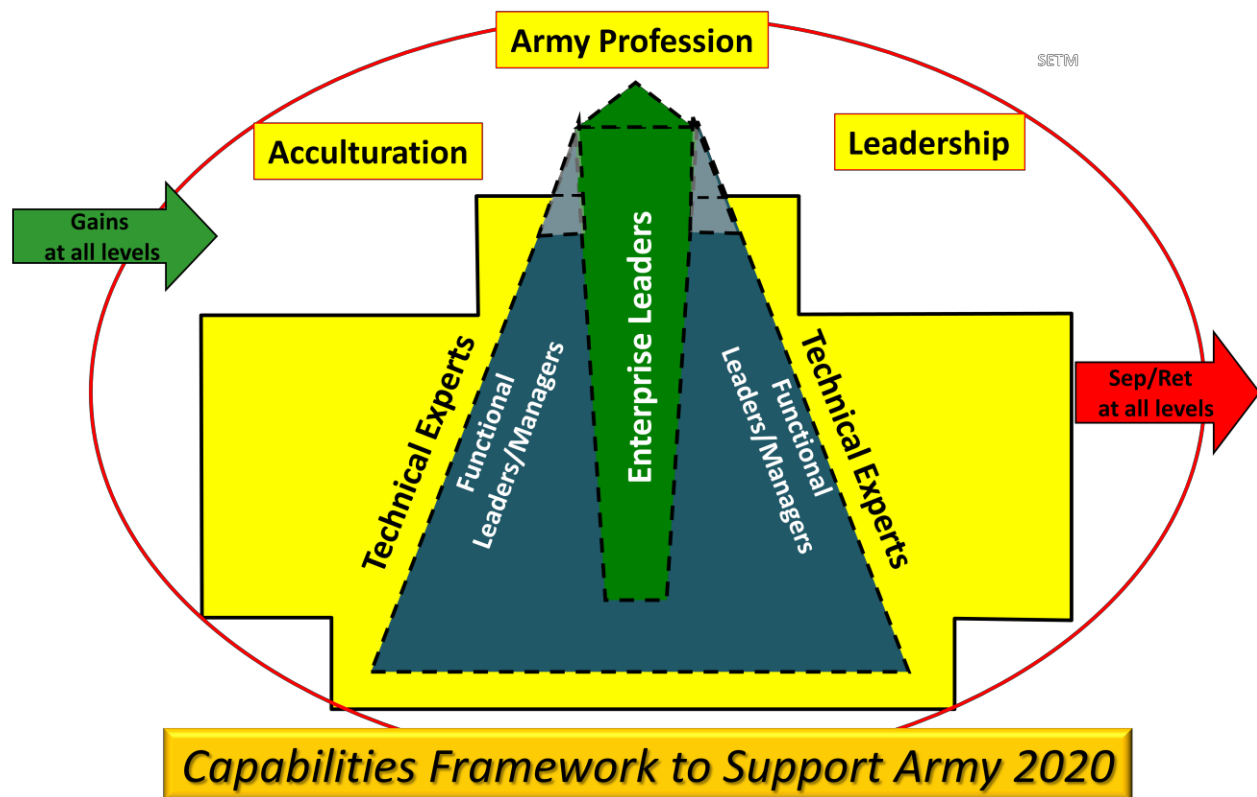 Army Profession
SETM
Acculturation
Leadership
Gains
at all levels
Enterprise Leaders
Technical Experts
Functional
Leaders/Managers
Functional
Leaders/Managers
Technical Experts
Sep/Ret
at all levels
Capabilities Framework to Support Army 2020